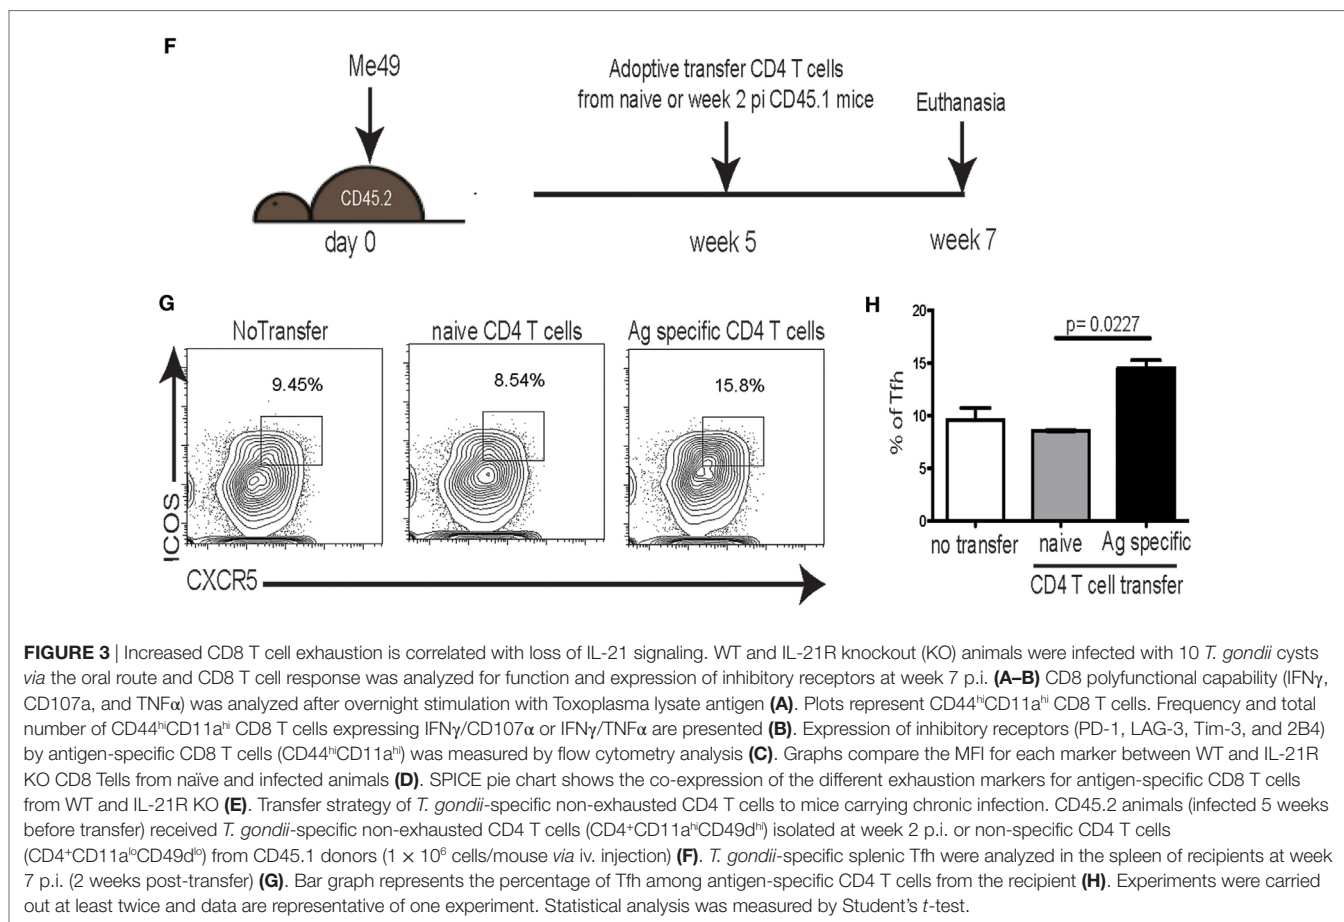 F
Me49
CD45.2
day 0
Adoptive transfer CD4 T cells
from naive or week 2 pi CD45.1 mice
Euthanasia
week 5
week 7
G
NoTransfer
naive CD4 T cells
Ag specific CD4 T cells
9.45%
8.54%
15.8%
ICOS
CXCR5
H
% of Tfh
20
15
10
5
0
p= 0.0227
no transfer
naive
Ag specific
CD4 T cell transfer
FIGURE 3 | Increased CD8 T cell exhaustion is correlated with loss of IL-21 signaling. WT and IL-21R knockout (KO) animals were infected with 10 T. gondii cysts
via the oral route and CD8 T cell response was analyzed for function and expression of inhibitory receptors at week 7 p.i. (A–B) CD8 polyfunctional capability (IFNγ,
CD107a, and TNFα) was analyzed after overnight stimulation with Toxoplasma lysate antigen (A). Plots represent CD44hiCD11ahi CD8 T cells. Frequency and total
number of CD44hiCD11ahi CD8 T cells expressing IFNγ/CD107α or IFNγ/TNFα are presented (B). Expression of inhibitory receptors (PD-1, LAG-3, Tim-3, and 2B4)
by antigen-specific CD8 T cells (CD44hiCD11ahi) was measured by flow cytometry analysis (C). Graphs compare the MFI for each marker between WT and IL-21R
KO CD8 Tells from naïve and infected animals (D). SPICE pie chart shows the co-expression of the different exhaustion markers for antigen-specific CD8 T cells
from WT and IL-21R KO (E). Transfer strategy of T. gondii-specific non-exhausted CD4 T cells to mice carrying chronic infection. CD45.2 animals (infected 5 weeks
before transfer) received T. gondii-specific non-exhausted CD4 T cells (CD4+CD11ahiCD49dhi) isolated at week 2 p.i. or non-specific CD4 T cells
(CD4+CD11aloCD49dlo) from CD45.1 donors (1 × 10⁶ cells/mouse via iv. injection) (F). T. gondii-specific splenic Tfh were analyzed in the spleen of recipients at week
7 p.i. (2 weeks post-transfer) (G). Bar graph represents the percentage of Tfh among antigen-specific CD4 T cells from the recipient (H). Experiments were carried
out at least twice and data are representative of one experiment. Statistical analysis was measured by Student’s t-test.